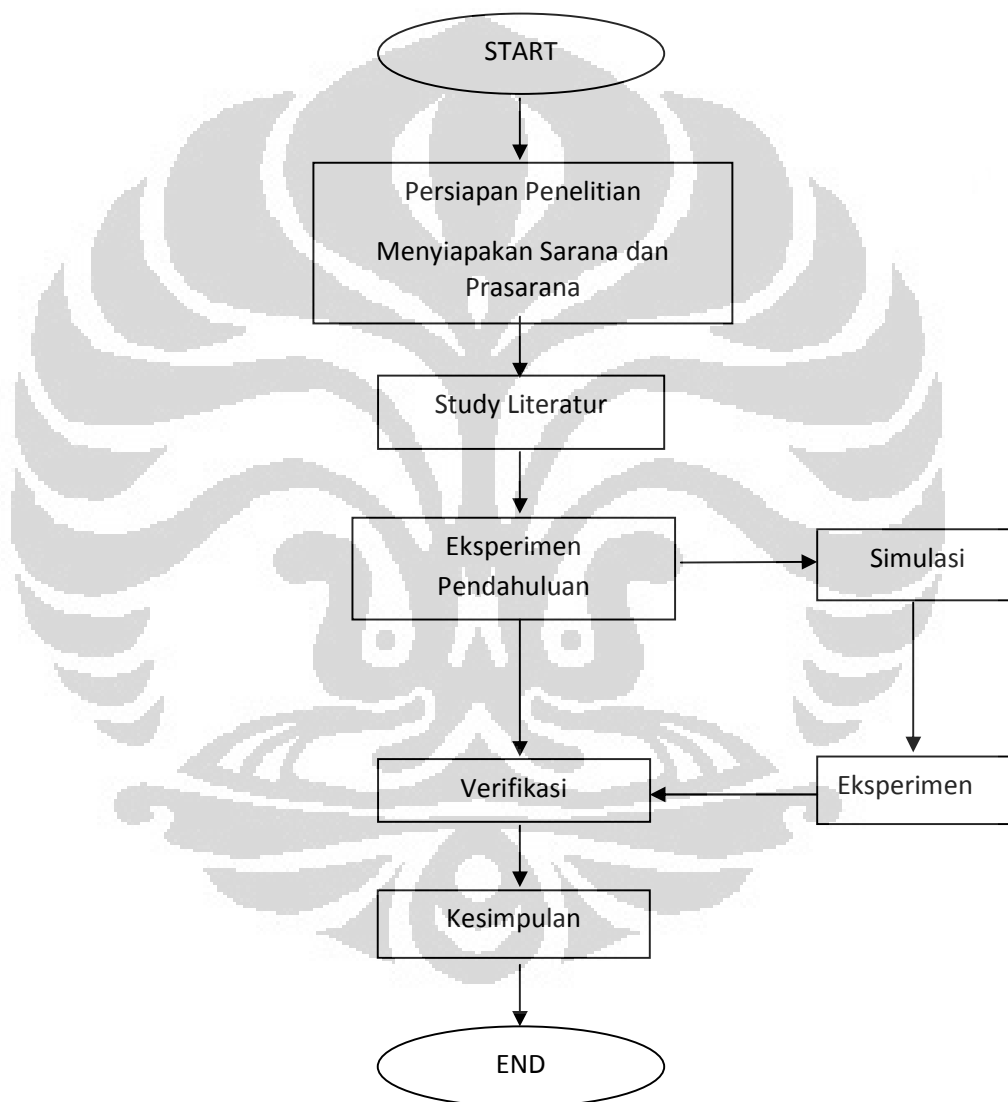 START
Persiapan Penelitian
Menyiapakan Sarana dan
Prasarana
Study Literatur
Eksperimen
Pendahuluan
Simulasi
Verifikasi
Eksperimen
Kesimpulan
END